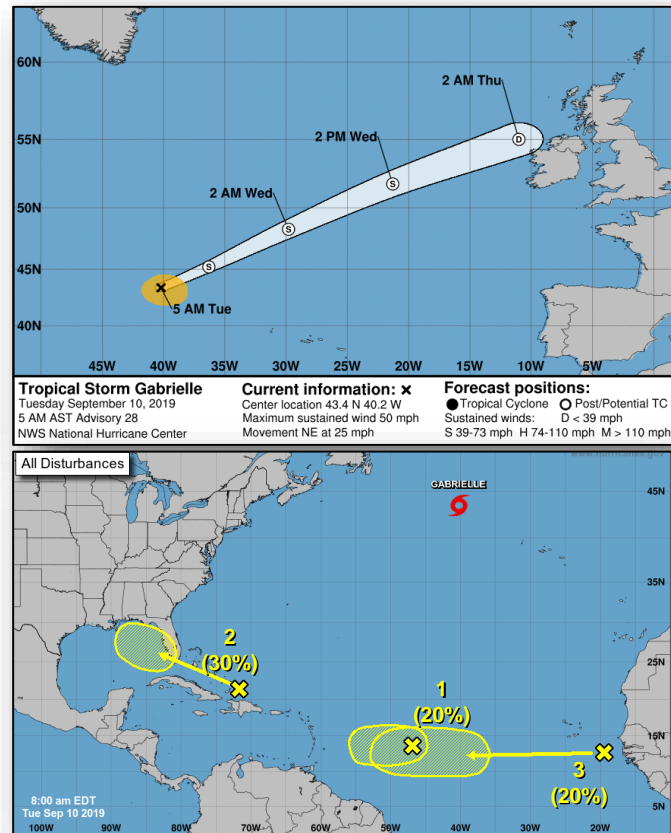 60N
2 AM Thu
55N
2 PM Wed
2 AM Wed
D
S
50N
S
45N
S
5 AM Tue
40N
45W 40W 35W 30W 25W 20W 15W 10W 5W
Tropical Storm Gabrielle
Tuesday September 10, 2019
5 AM AST Advisory 28
NWS National Hurricane Center
Current information: ×
Center location 43.4 N 40.2 W
Maximum sustained wind 50 mph
Movement NE at 25 mph
Forecast positions:
Tropical Cyclone Post/Potential TC
Sustained winds: D < 39 mph
S 39-73 mph H 74-110 mph M > 110 mph
All Disturbances
www.hurricanes.gov
GABRIELLE
45N
35N
25N
2
(30%)
1
(20%)
15N
3
(20%)
5N
8:00 am EDT
Tue Sep 10 2019
100W 90W 80W 70W 60W 50W 40W 30W 20W 10W